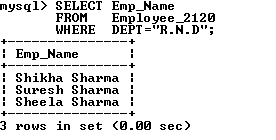 mysql> SELECT Emp_Name
FROM Employee_2120
WHERE DEPT="R.N.D";
+---------------+
| Emp_Name |
+---------------+
| Shikha Sharma |
| Suresh Sharma |
| Sheela Sharma |
+---------------+
3 rows in set (0.00 sec)